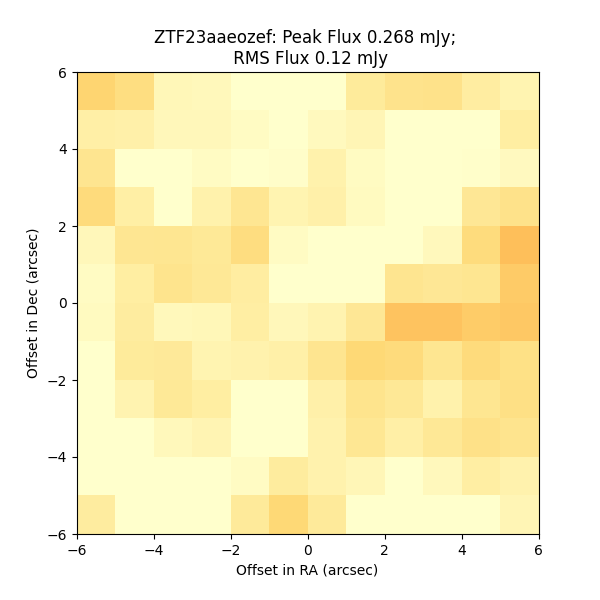 ZTF23aaeozef: Peak Flux 0.268 mJy;
RMS Flux 0.12 mJy
6
4
2
0
−2
−4
−6
Offset in Dec (arcsec)
−6 −4 −2 0 2 4 6
Offset in RA (arcsec)